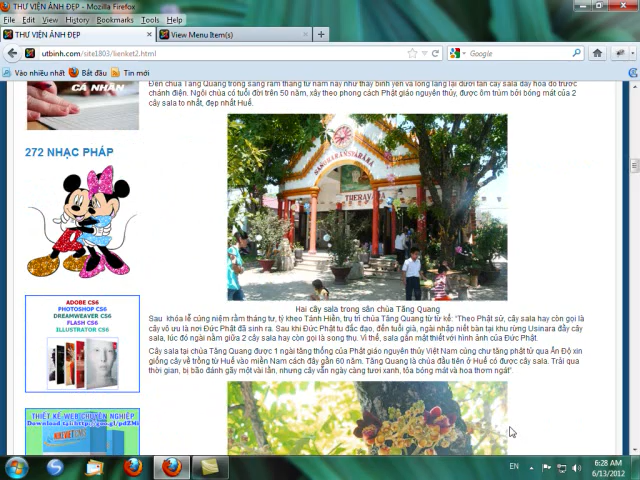 THƯ VIỆN ẢNH ĐẸP - Mozilla Firefox
File Edit View History Bookmarks Tools Help
THƯ VIỆN ẢNH ĐẸP
View Menu Item(s)
utbinh.com/site1803/lienket2.html
Google
Vào nhiều nhất
Bắt đầu
Tin mới
CÁ NHÂN
272 NHẠC PHÁP
ADOBE CS6
PHOTOSHOP CS6
DREAMWEAVER CS6
FLASH CS6
ILLUSTRATOR CS6
THIẾT KẾ WEB CHUYÊN NGHIỆP
Download tại:http://goo.gl/pdZMi
Đến chùa Tăng Quang trong sáng rằm tháng tư năm nay như thấy bình yên và lòng lắng lại dưới tán cây sala đầy hoa đỏ trước
chánh điện. Ngôi chùa có tuổi đời trên 50 năm, xây theo phong cách Phật giáo nguyên thủy, được ôm trùm bởi bóng mát của 2
cây sala to nhất, đẹp nhất Huế.
SANGHARANSYARAMA
THERAVADA
Hai cây sala trong sân chùa Tăng Quang
Sau khóa lễ cúng niệm rằm tháng tư, tỳ kheo Tánh Hiền, trụ trì chùa Tăng Quang từ từ kể: "Theo Phật sử, cây sala hay còn gọi là
cây vô ưu là nơi Đức Phật đã sinh ra. Sau khi Đức Phật tu đắc đạo, đến tuổi già, ngài nhập niết bàn tại khu rừng Usinara đầy cây
sala, lúc đó ngài nằm giữa 2 cây sala hay còn gọi là song thụ. Vì thế, sala gắn mật thiết với hình ảnh của Đức Phật.
Cây sala tại chùa Tăng Quang được 1 ngài tăng thống của Phật giáo nguyên thủy Việt Nam cùng chư tăng phật tử qua Ấn Độ xin
giống cây về trồng từ Huế vào miền Nam cách đây gần 60 năm. Tăng Quang là chùa đầu tiên ở Huế có được cây sala. Trải qua
thời gian, bị bão đánh gãy một vài lần, nhưng cây vẫn ngày càng tươi xanh, tỏa bóng mát và hoa thơm ngát".
EN
6:28 AM
6/13/2012